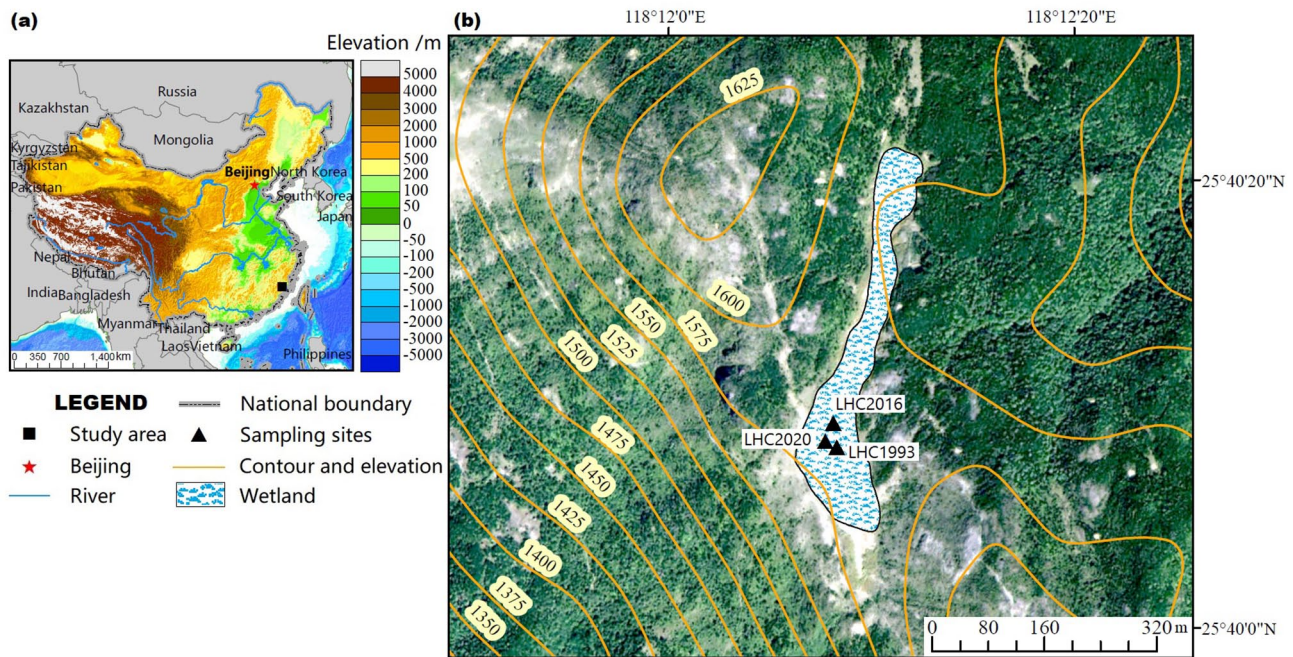 (a)
Elevation /m
5000
4000
3000
2000
1000
500
200
100
50
0
-50
-100
-200
-500
-1000
-2000
-3000
-5000
Russia
Kazakhstan
Mongolia
Kyrgyzstan
Tajikistan
Beijing
North Korea
Pakistan
South Korea
Japan
Nepal
Bhutan
India
Bangladesh
Myanmar
Thailand
Laos
Vietnam
Philippines
0 350 700 1,400 km
LEGEND
National boundary
Study area
Sampling sites
Beijing
Contour and elevation
River
Wetland
(b)
118°12'0"E
118°12'20"E
25°40'20"N
25°40'0"N
1625
1600
1575
1550
1525
1500
1475
1450
1425
1400
1375
1350
LHC2016
LHC2020
LHC1993
0 80 160 320 m